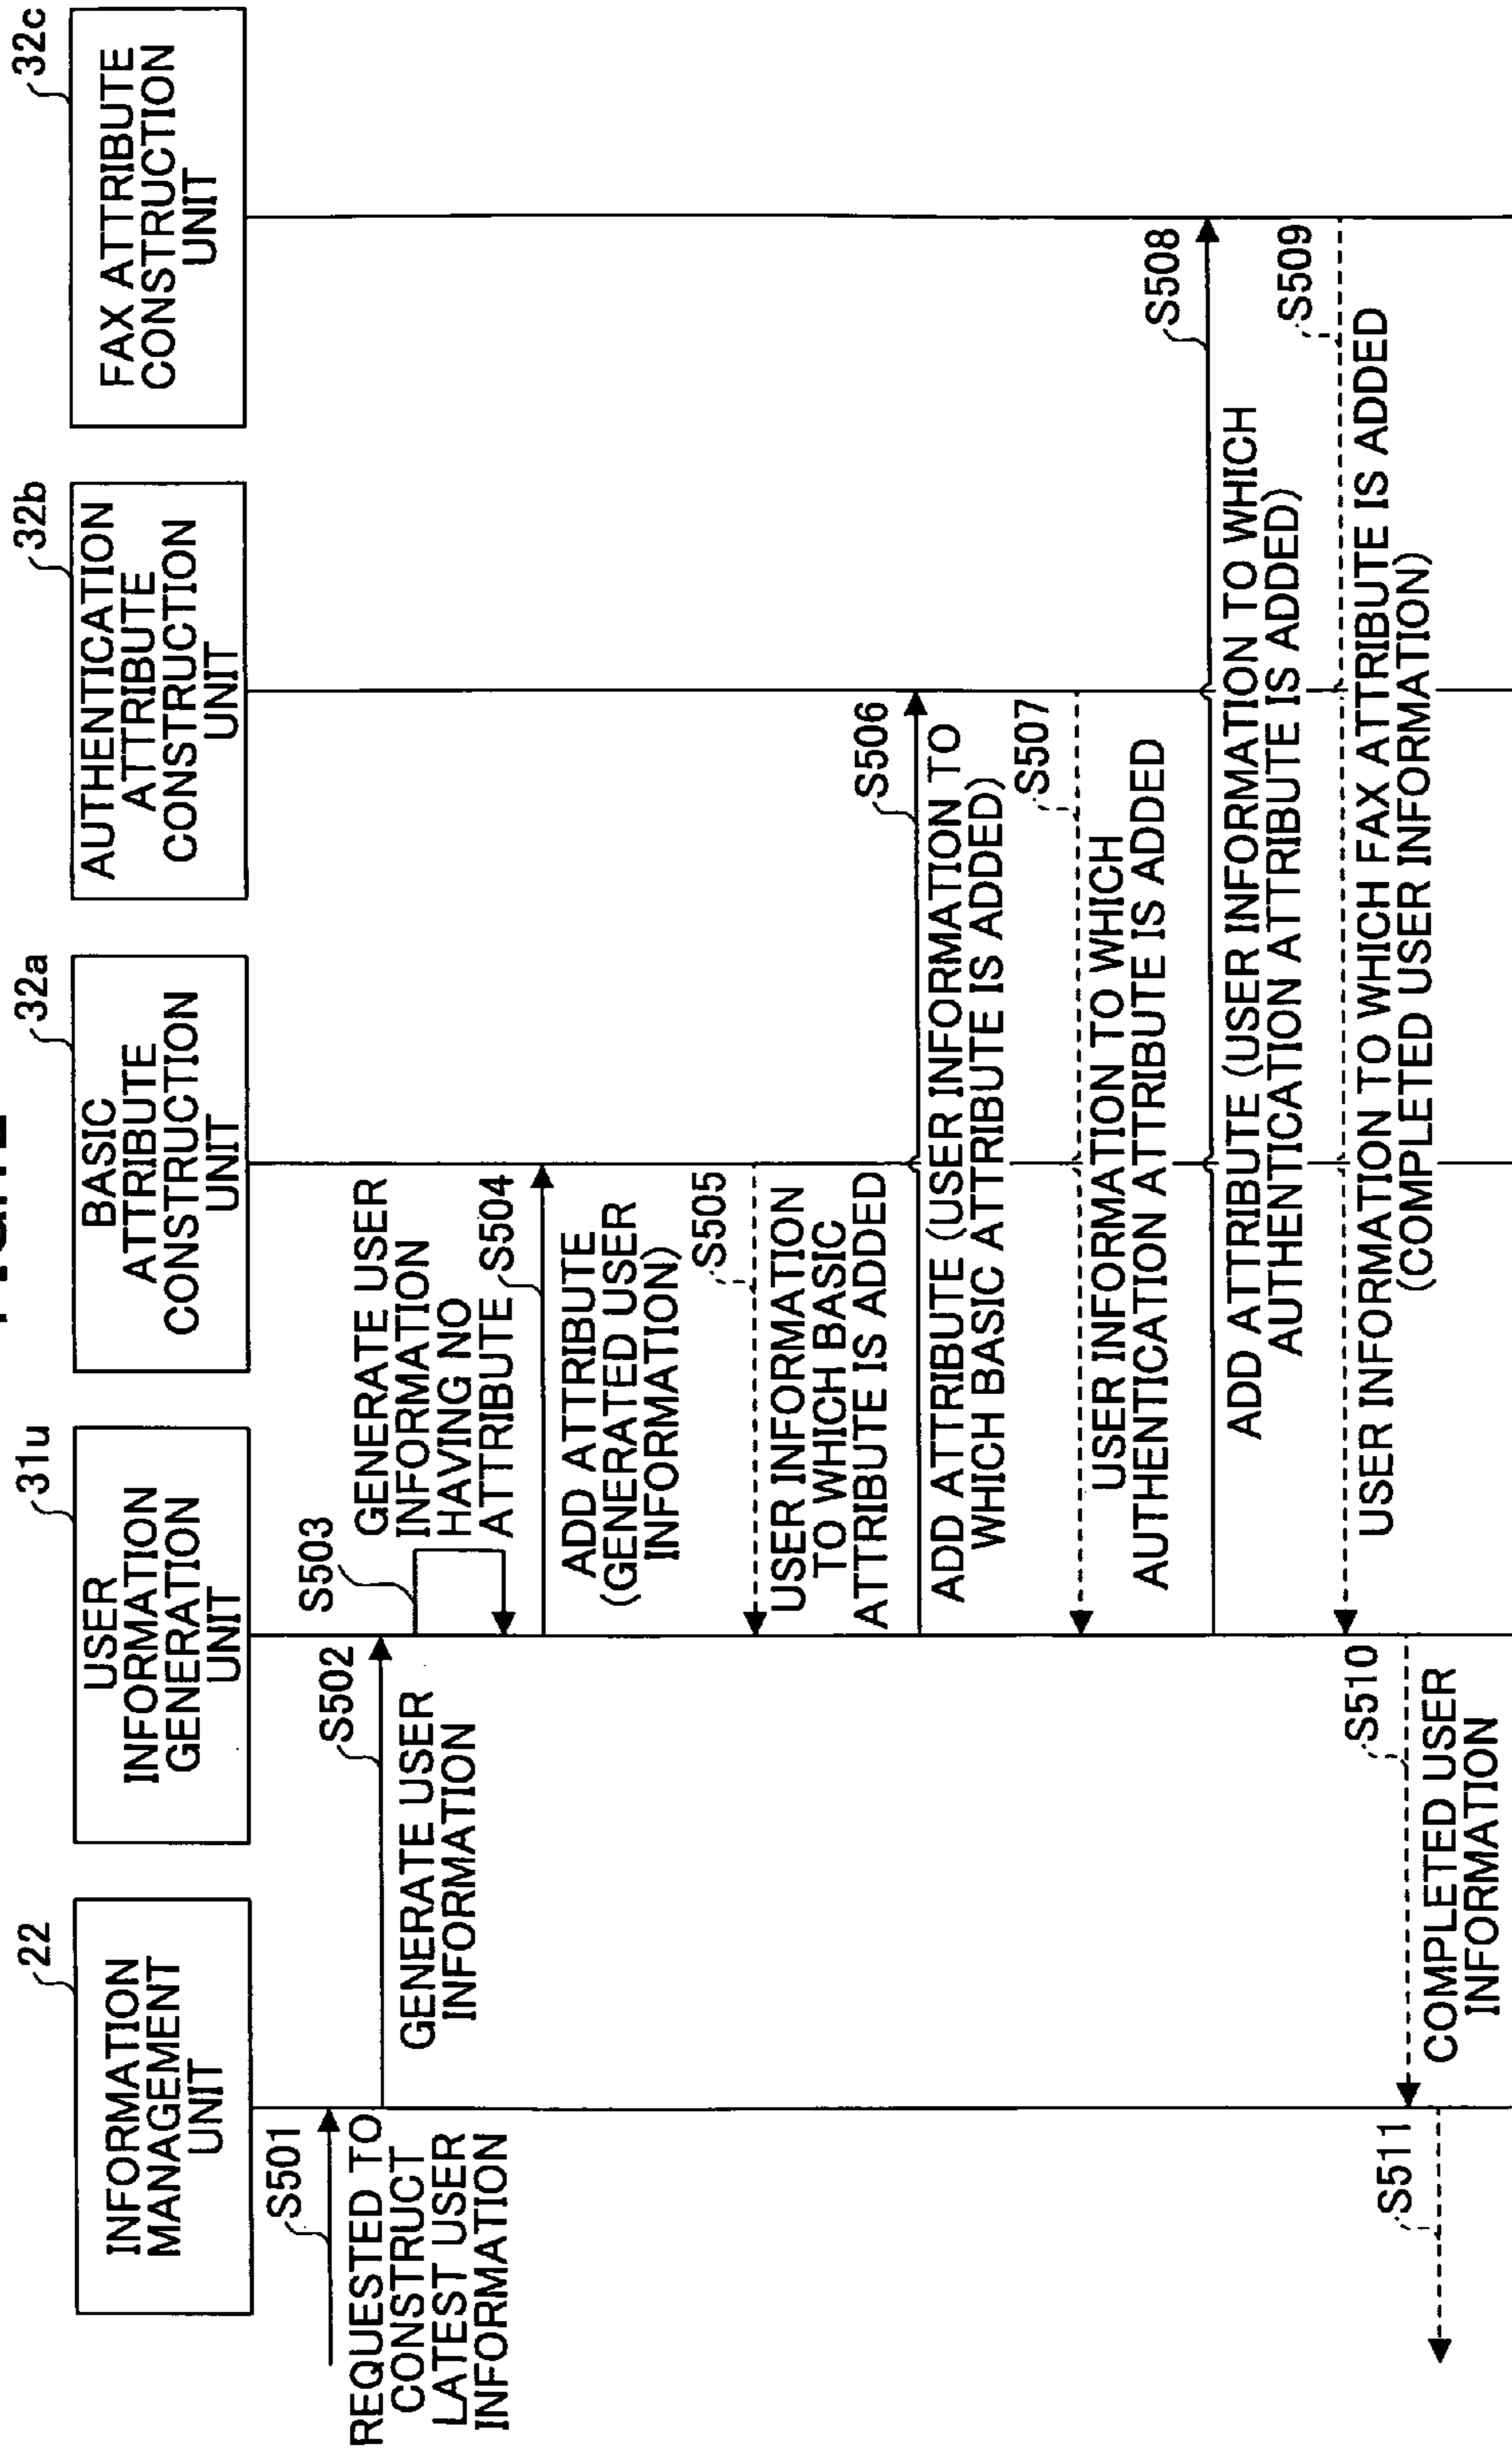 22
INFORMATION
MANAGEMENT
UNIT
31u
USER
INFORMATION
GENERATION
UNIT
32a
BASIC
ATTRIBUTE
CONSTRUCTION
UNIT
32b
AUTHENTICATION
ATTRIBUTE
CONSTRUCTION
UNIT
32c
FAX ATTRIBUTE
CONSTRUCTION
UNIT
S501
REQUESTED TO
CONSTRUCT
LATEST USER
INFORMATION
S502
GENERATE USER
INFORMATION
S503
GENERATE USER
INFORMATION
HAVING NO
ATTRIBUTE
S504
ADD ATTRIBUTE
(GENERATED USER
INFORMATION)
S505
USER INFORMATION
TO WHICH BASIC
ATTRIBUTE IS ADDED
S506
ADD ATTRIBUTE (USER INFORMATION TO
WHICH BASIC ATTRIBUTE IS ADDED)
S507
USER INFORMATION TO WHICH
AUTHENTICATION ATTRIBUTE IS ADDED
S508
ADD ATTRIBUTE (USER INFORMATION TO WHICH
AUTHENTICATION ATTRIBUTE IS ADDED)
S509
USER INFORMATION TO WHICH FAX ATTRIBUTE IS ADDED
(COMPLETED USER INFORMATION)
S510
COMPLETED USER
INFORMATION
S511